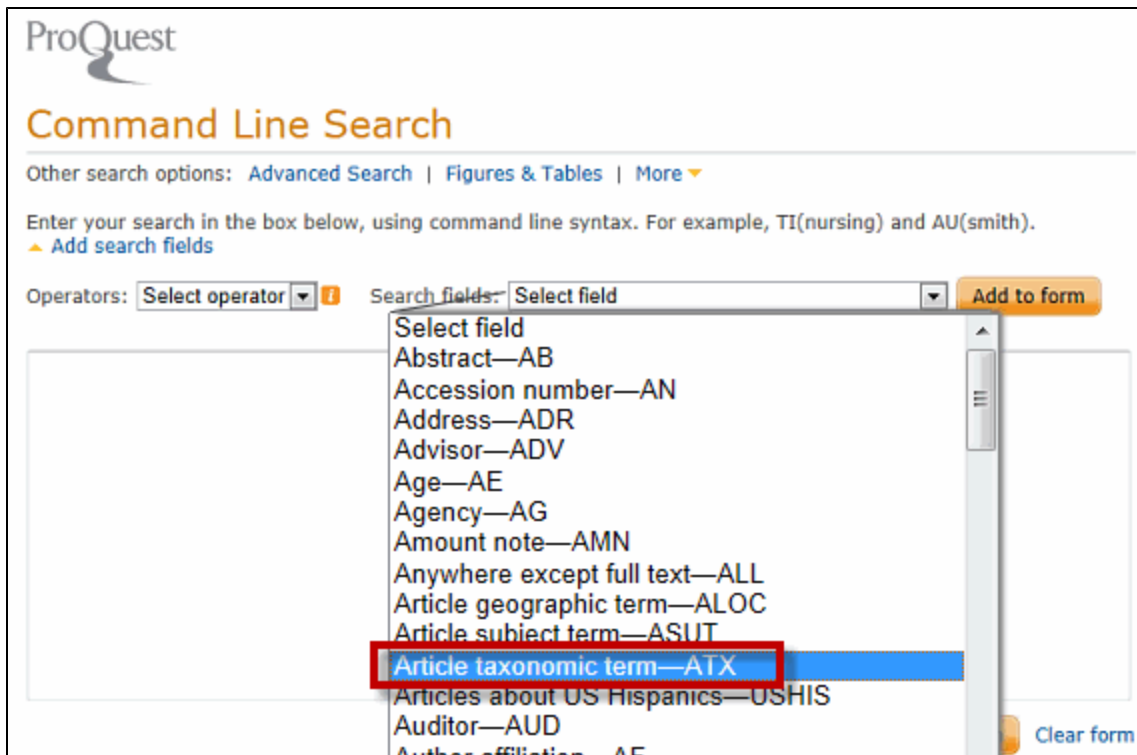 ProQuest
Command Line Search
Other search options: Advanced Search | Figures & Tables | More
Enter your search in the box below, using command line syntax. For example, TI(nursing) and AU(smith).
Add search fields
Operators: Select operator i Search fields: Select field Add to form
Select field
Abstract—AB
Accession number—AN
Address—ADR
Advisor—ADV
Age—AE
Agency—AG
Amount note—AMN
Anywhere except full text—ALL
Article geographic term—ALOC
Article subject term—ASUT
Article taxonomic term—ATX
Articles about US Hispanics—USHIS
Auditor—AUD
Clear form
Author affiliation—AF